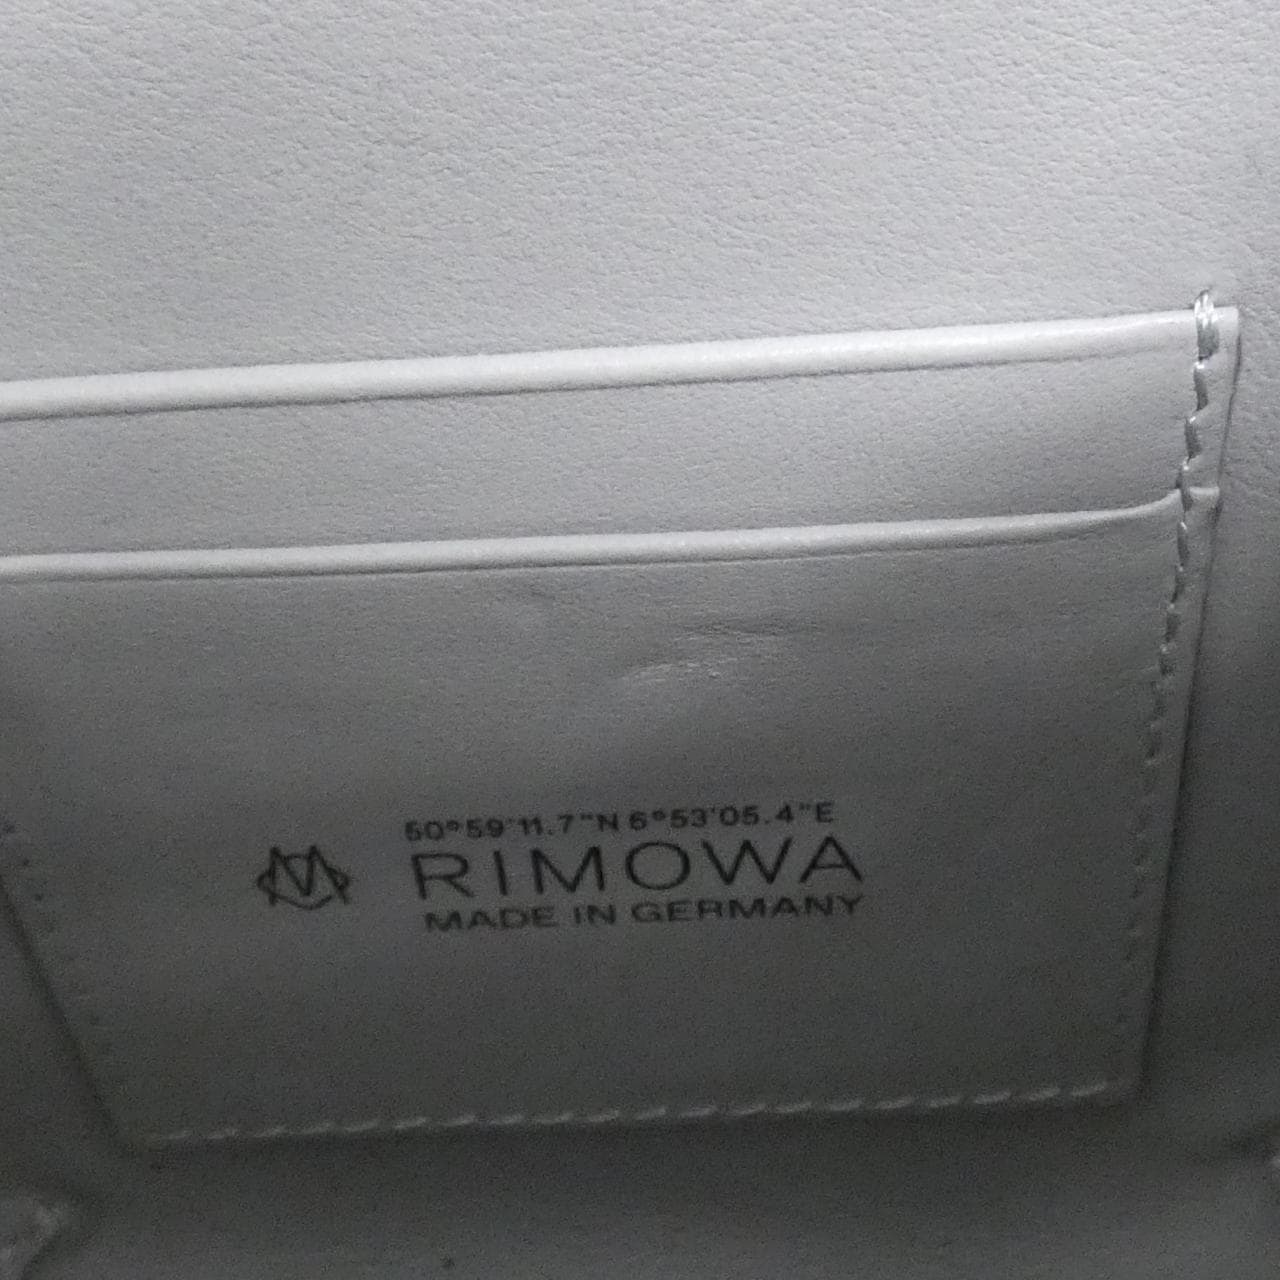 50°59'11.7"N 6°53'05.4"E
RIMOWA
MADE IN GERMANY